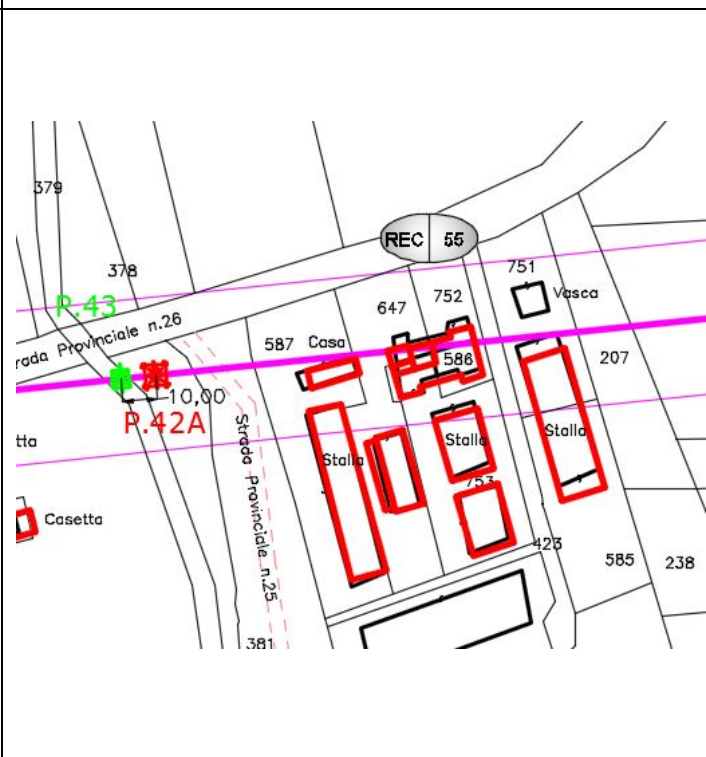 379
REC 55
751
378
Vasca
P.43
647
752
rada Provinciale n.26
587
Casa
586
207
10,00
P.42A
tta
Strada Provinciale n.25
Stalla
Stalla
Stalla
753
Casetta
423
585
238
381